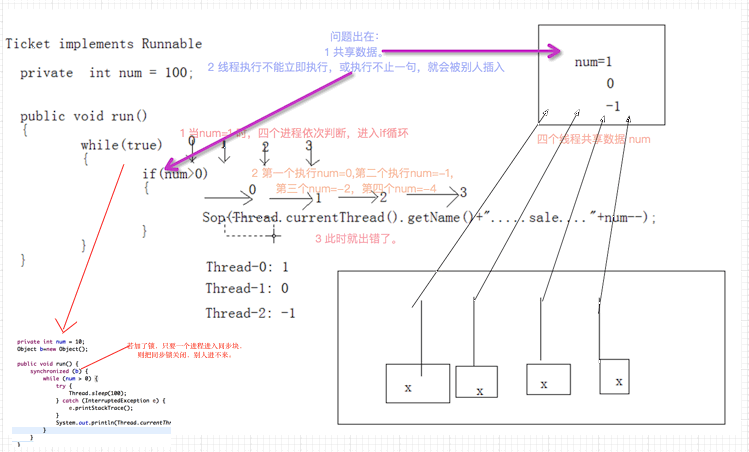 问题出在：
1 共享数据。
2 线程执行不能立即执行，或执行不止一句，就会被别人插入
Ticket implements Runnable
private int num = 100;
public void run()
{
while(true)
{
if(num>0)
{
1 当num=1时，四个进程依次判断，进入if循环
0 1 2 3
2 第一个执行num=0,第二个执行num=-1,
第三个num=-2，第四个num=-4
0 1 2 3
Sop(Thread.currentThread().getName()+".....sale...."+num--);
}
3 此时就出错了。
}
}
Thread-0: 1
Thread-1: 0
Thread-2: -1
num=1
0
-1
四个线程共享数据 num
x x x x
private int num = 10;
Object b=new Object();
public void run() {
synchronized (b) {
while (num > 0) {
try {
Thread.sleep(100);
} catch (InterruptedException e) {
e.printStackTrace();
}
System.out.println(Thread.currentThr
}
}
}
若加了锁，只要一个进程进入同步块，
则把同步锁关闭，别人进不来。